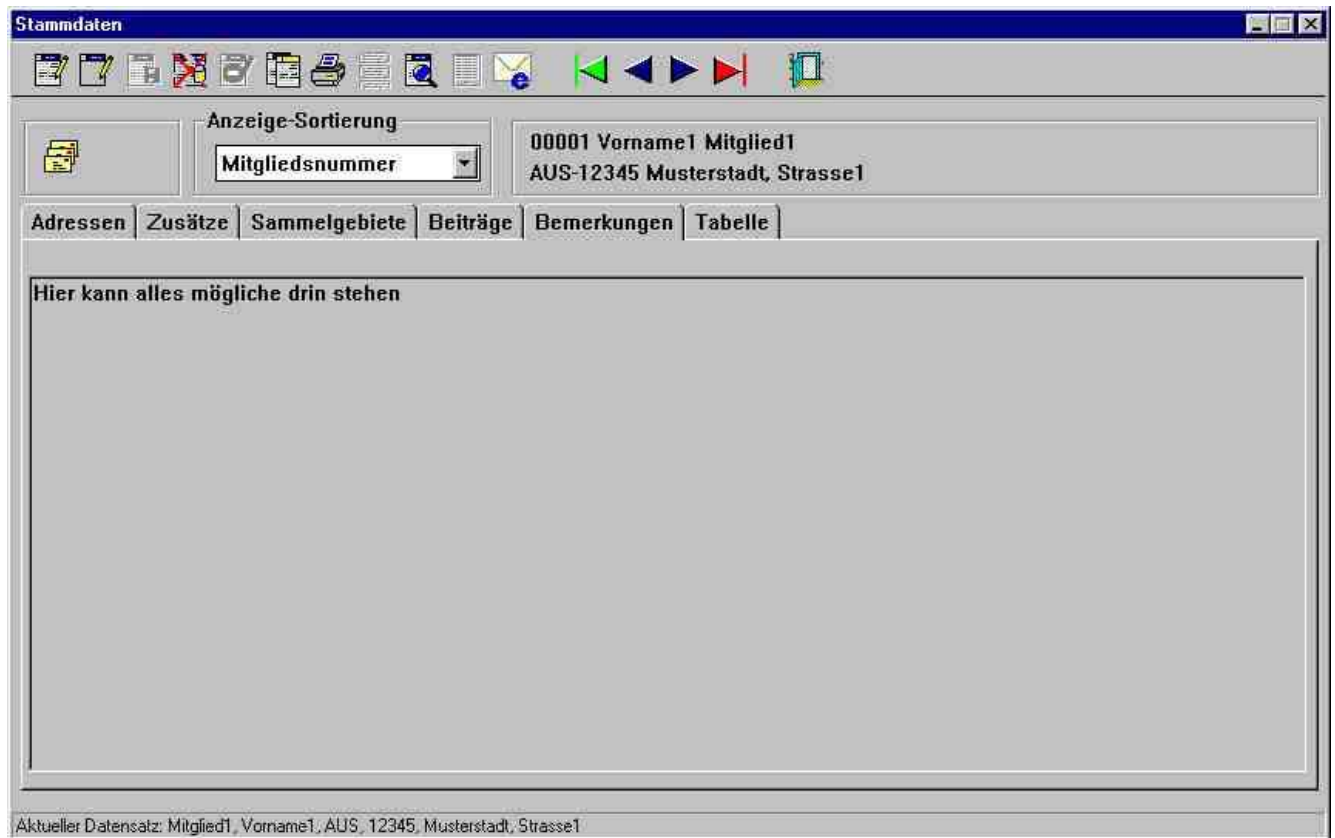 Stammdaten
Anzeige-Sortierung
Mitgliedsnummer
00001 Vorname1 Mitglied1
AUS-12345 Musterstadt, Strasse1
Adressen Zusätze Sammelgebiete Beiträge Bemerkungen Tabelle
Hier kann alles mögliche drin stehen
Aktueller Datensatz: Mitglied1, Vorname1, AUS, 12345, Musterstadt, Strasse1